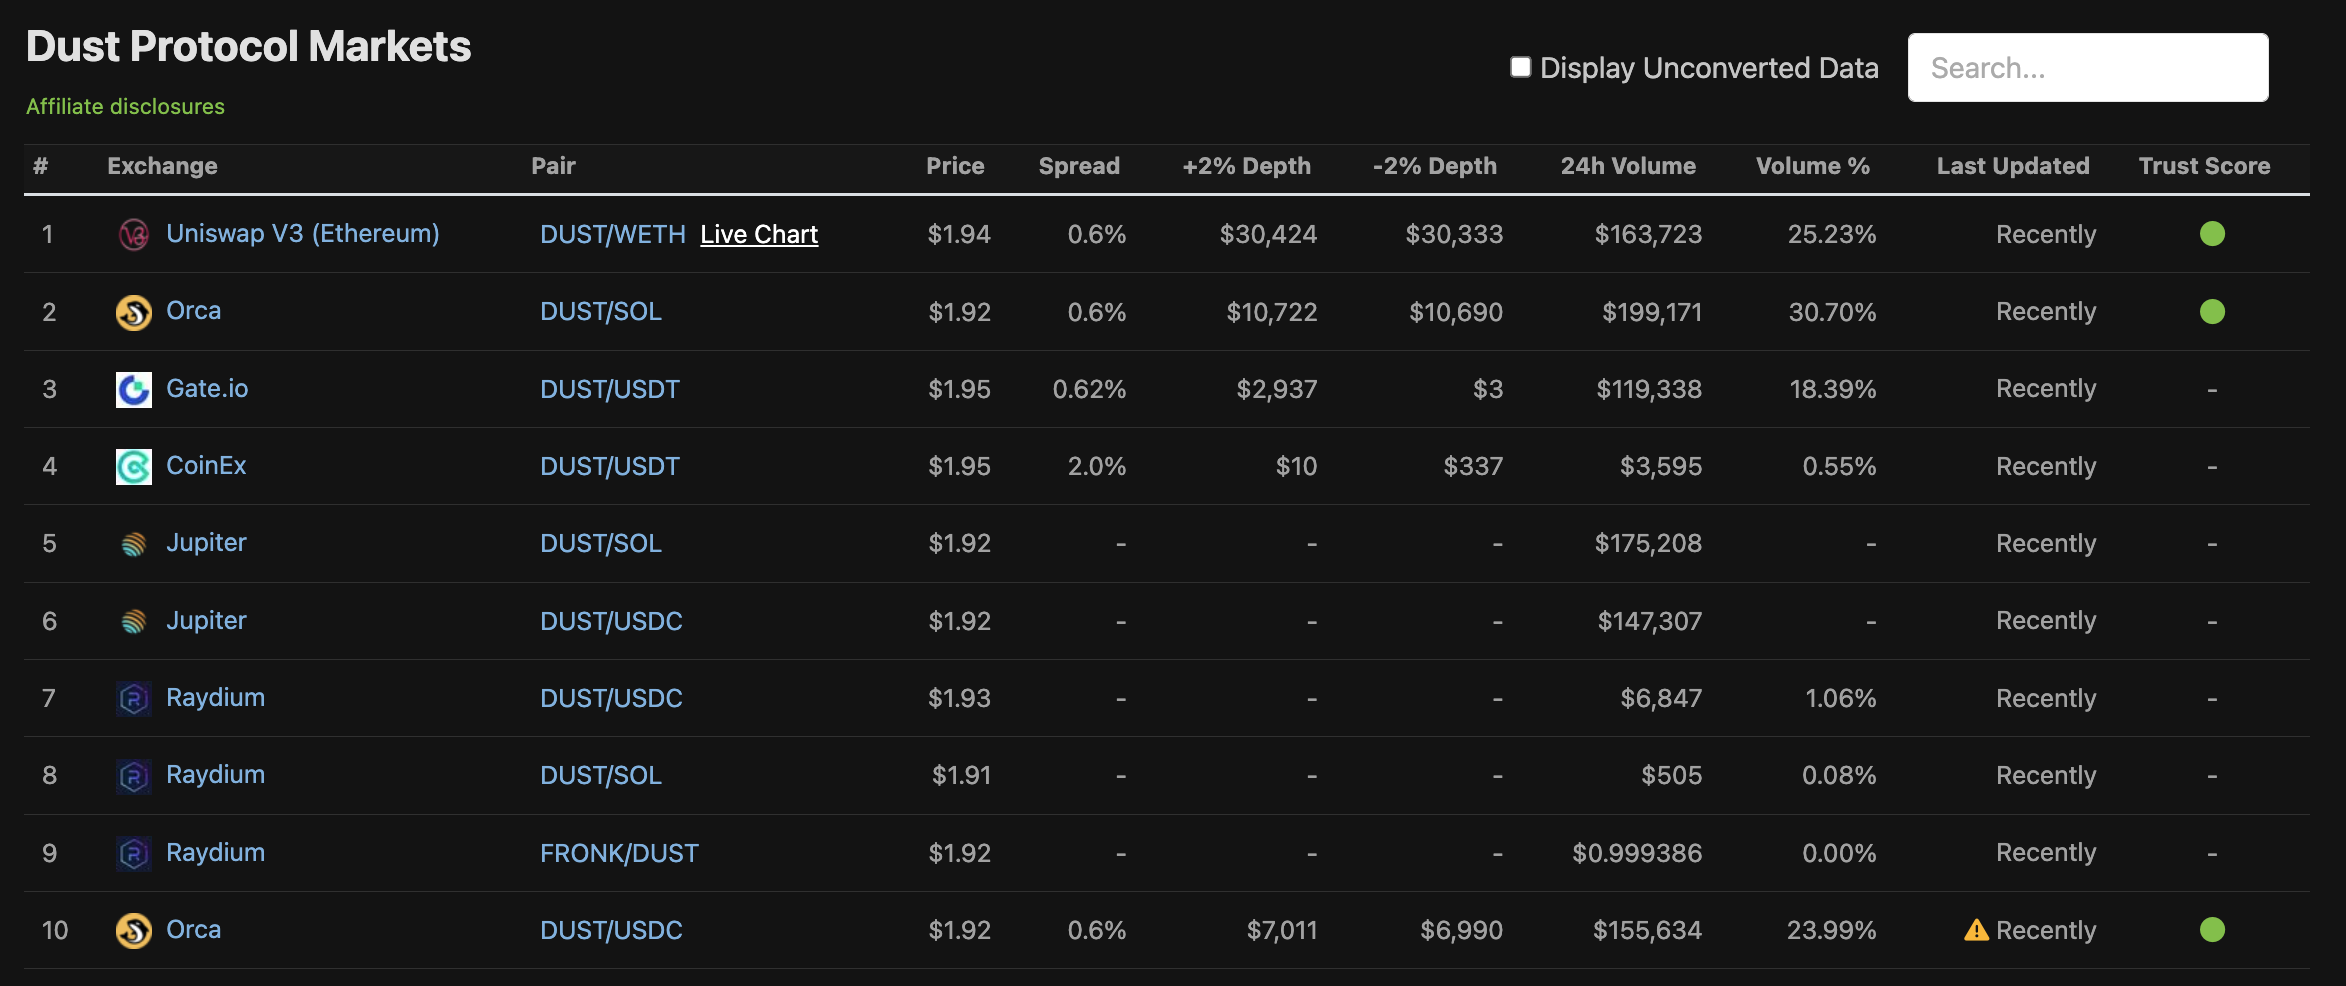 Dust Protocol Markets
Display Unconverted Data Search...
Affiliate disclosures
# Exchange Pair Price Spread +2% Depth -2% Depth 24h Volume Volume % Last Updated Trust Score
1 Uniswap V3 (Ethereum) DUST/WETH Live Chart $1.94 0.6% $30,424 $30,333 $163,723 25.23% Recently
2 Orca DUST/SOL $1.92 0.6% $10,722 $10,690 $199,171 30.70% Recently
3 Gate.io DUST/USDT $1.95 0.62% $2,937 $3 $119,338 18.39% Recently -
4 CoinEx DUST/USDT $1.95 2.0% $10 $337 $3,595 0.55% Recently -
5 Jupiter DUST/SOL $1.92 - - - $175,208 - Recently -
6 Jupiter DUST/USDC $1.92 - - - $147,307 - Recently -
7 Raydium DUST/USDC $1.93 - - - $6,847 1.06% Recently -
8 Raydium DUST/SOL $1.91 - - - $505 0.08% Recently -
9 Raydium FRONK/DUST $1.92 - - - $0.999386 0.00% Recently -
10 Orca DUST/USDC $1.92 0.6% $7,011 $6,990 $155,634 23.99% Recently